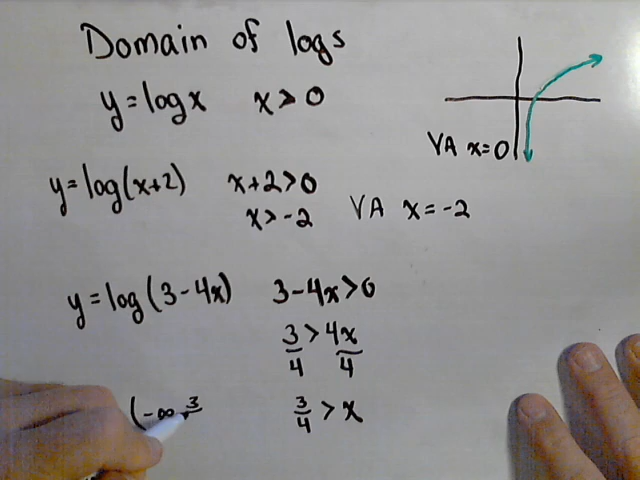 Domain of logs
y=logx x>0
VA x=0
y=log(x+2) x+2>0
x>-2 VA x=-2
y=log(3-4x) 3-4x>0
3/4>4x/4
(-∞ 3/ 3/4>x